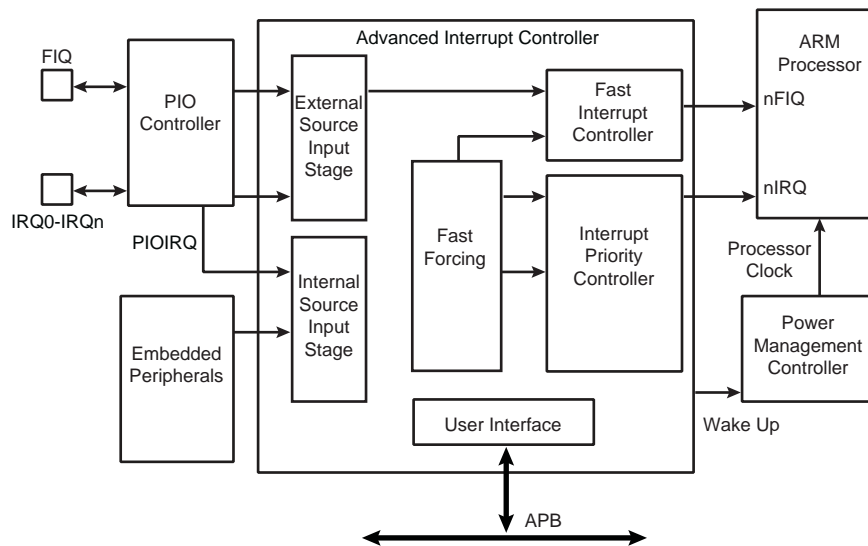 FIQ
IRQ0-IRQn
PIO
Controller
PIOIRQ
Embedded
Peripherals
Advanced Interrupt Controller
External
Source
Input
Stage
Internal
Source
Input
Stage
Fast
Forcing
Fast
Interrupt
Controller
Interrupt
Priority
Controller
User Interface
APB
ARM
Processor
nFIQ
nIRQ
Processor
Clock
Power
Management
Controller
Wake Up